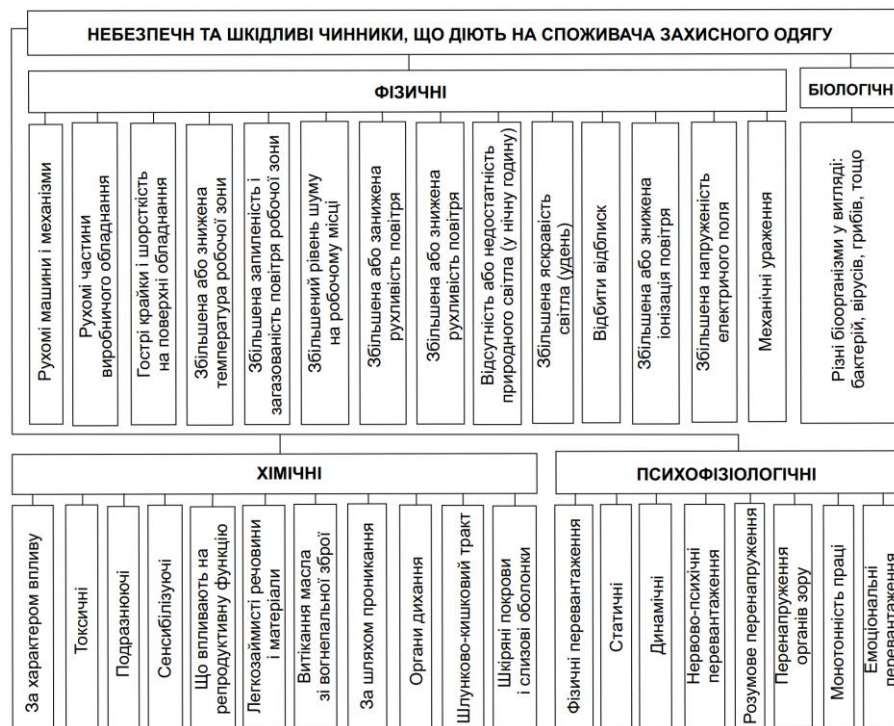 НЕБЕЗПЕЧН ТА ШКІДЛИВІ ЧИННИКИ, ЩО ДІЮТЬ НА СПОЖИВАЧА ЗАХИСНОГО ОДЯГУ
ФІЗИЧНІ
БІОЛОГІЧН
Рухомі машини і механізми
Рухомі частини
виробничого обладнання
Гострі крайки і шорсткість
на поверхні обладнання
Збільшена або знижена
температура робочої зони
Збільшена запиленість і
загазованість повітря робочої зони
Збільшений рівень шуму
на робочому місці
Збільшена або занижена
рухливість повітря
Збільшена або знижена
рухливість повітря
Відсутність або недостатність
природного світла (у нічну годину)
Збільшена яскравість
світла (удень)
Відбити відблиск
Збільшена або знижена
іонізація повітря
Збільшена напруженість
електричого поля
Механічні ураження
Різні біоорганізми у вигляді:
бактерій, вірусів, грибів, тощо
ХІМІЧНІ
ПСИХОФІЗІОЛОГІЧНІ
За характером впливу
Токсичні
Подразнюючі
Сенсибілізуючі
Що впливають на
репродуктивну функцію
Легкозаймисті речовини
і матеріали
Витікання масла
зі вогнепальної зброї
За шляхом проникання
Органи дихання
Шлунково-кишковий тракт
Шкіряні покрови
і слизові оболонки
Фізичні перевантаження
Статичні
Динамічні
Нервово-психічні
перевантаження
Розумове перенапруження
Перенапруження
органів зору
Монотонність праці
Емоціональні
перевантаження